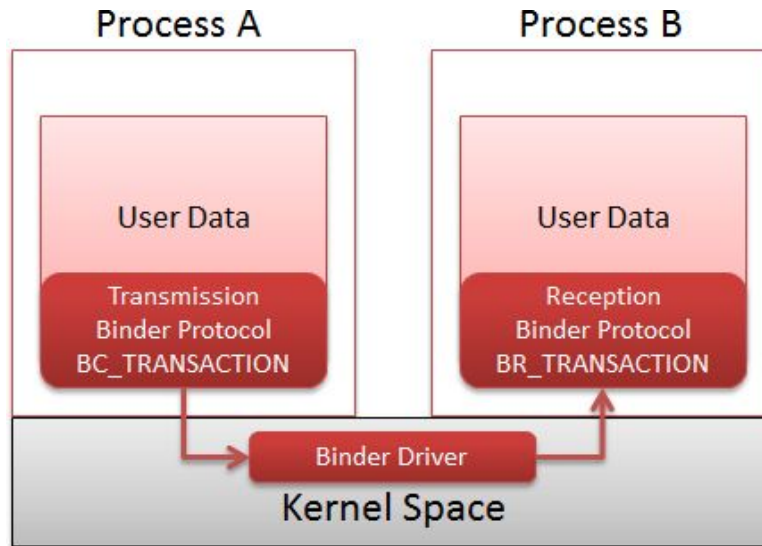 Process A
Process B
User Data
User Data
Transmission
Binder Protocol
BC_TRANSACTION
Reception
Binder Protocol
BR_TRANSACTION
Binder Driver
Kernel Space